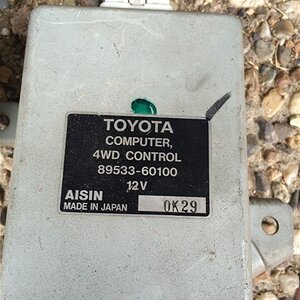 TOYOTA
COMPUTER,
4WD CONTROL
89533-60100
12V
AISIN
MADE IN JAPAN 0K29